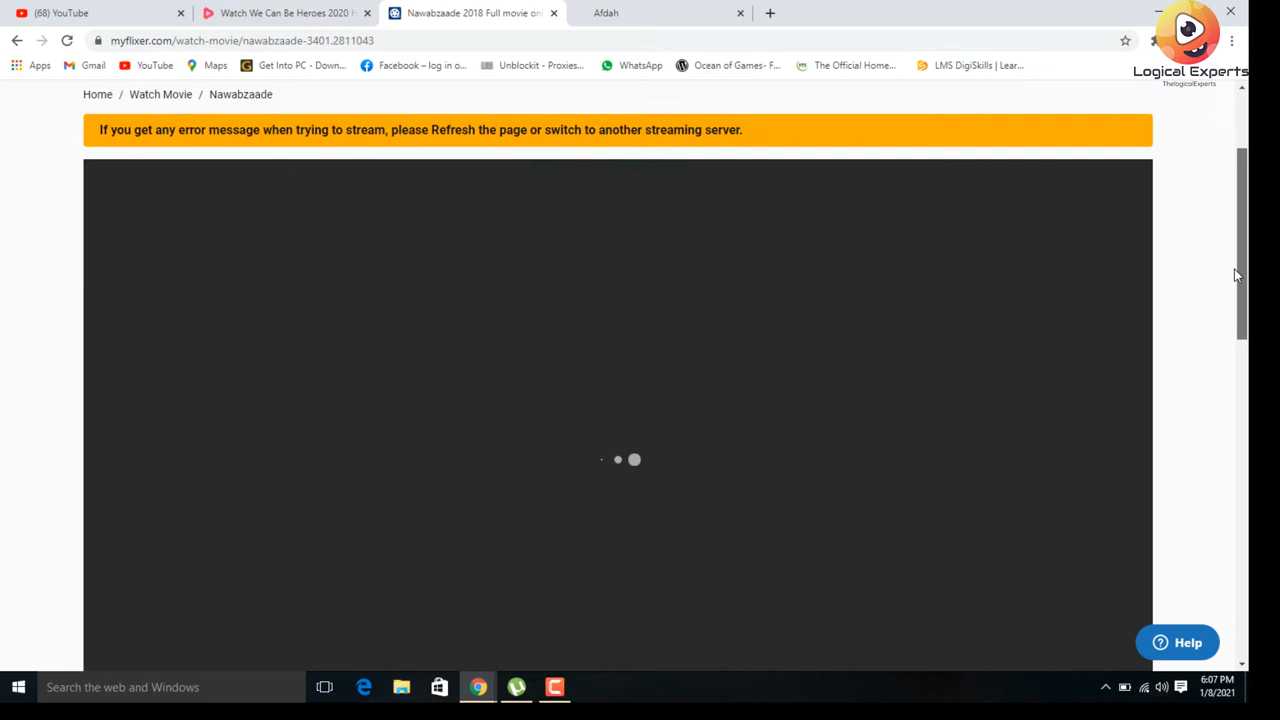 (68) YouTube
Watch We Can Be Heroes 2020 H
Nawabzaade 2018 Full movie onl
Afdah
myflixer.com/watch-movie/nawabzaade-3401.2811043
Apps
Gmail
YouTube
Maps
Get Into PC - Down...
Facebook – log in o...
Unblockit - Proxies...
WhatsApp
Ocean of Games- F...
The Official Home...
LMS DigiSkills | Lear...
Logical Experts
ThelogicalExperts
Home / Watch Movie / Nawabzaade
If you get any error message when trying to stream, please Refresh the page or switch to another streaming server.
Help
Search the web and Windows
6:07 PM
1/8/2021